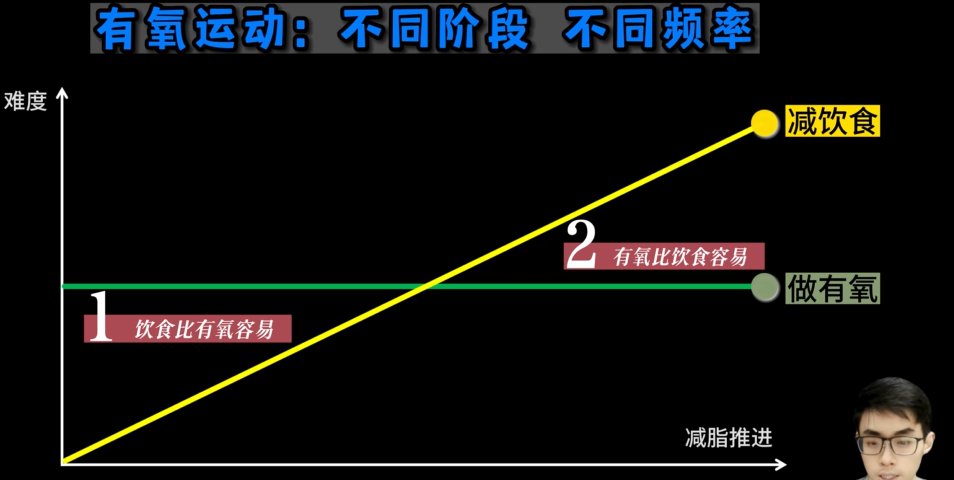 有氧运动：不同阶段 不同频率
难度
减饮食
2 有氧比饮食容易
做有氧
1 饮食比有氧容易
减脂推进